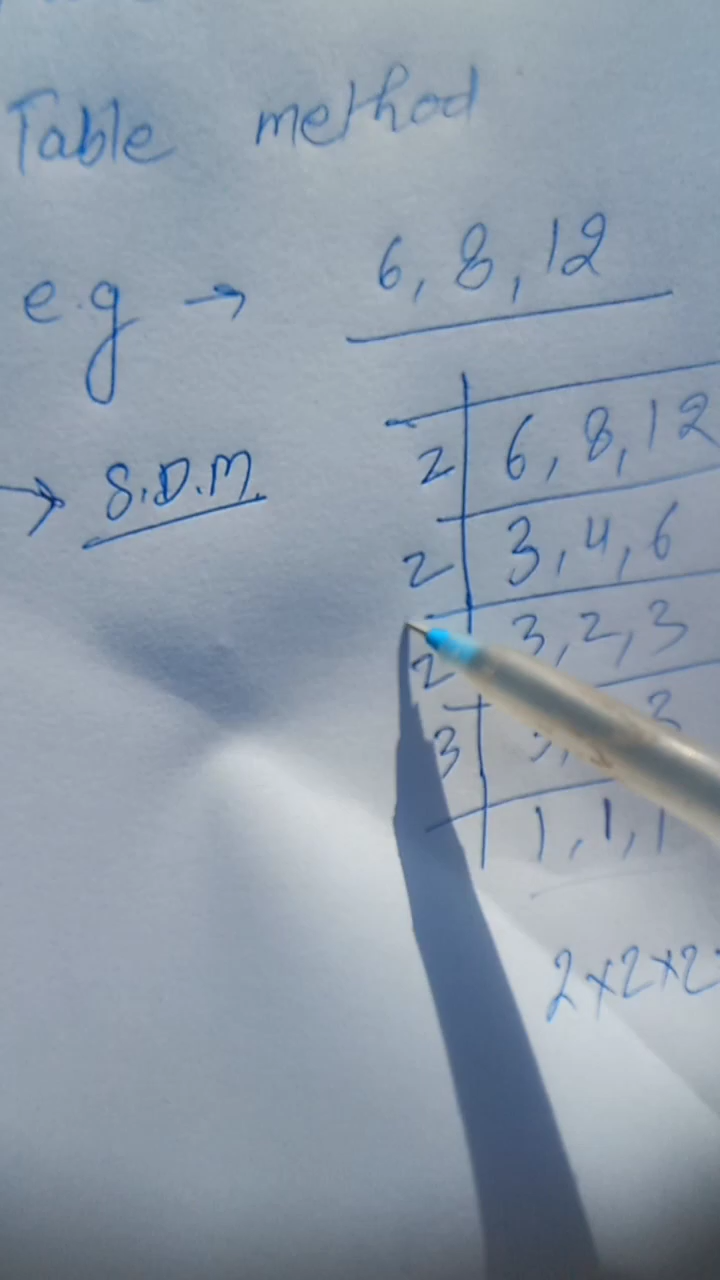 Table method
e.g → 6, 8, 12
→ S.D.M.
2 | 6, 8, 12
2 | 3, 4, 6
2 | 3, 2, 3
3 | 3
1, 1, 1
2×2×2